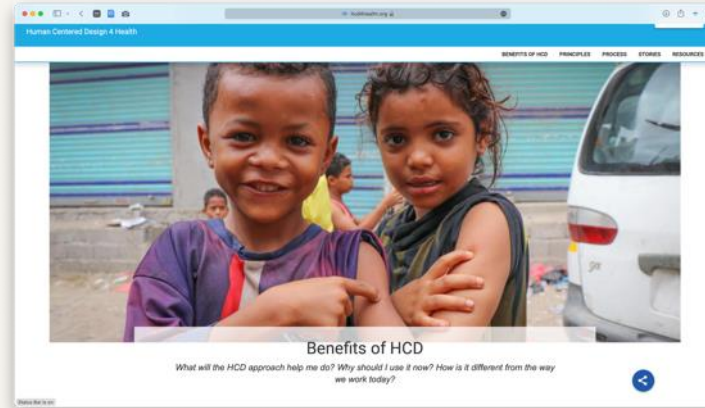 hcd4health.org
Human Centered Design 4 Health
BENEFITS OF HCD PRINCIPLES PROCESS STORIES RESOURCES
Benefits of HCD
What will the HCD approach help me do? Why should I use it now? How is it different from the way
we work today?